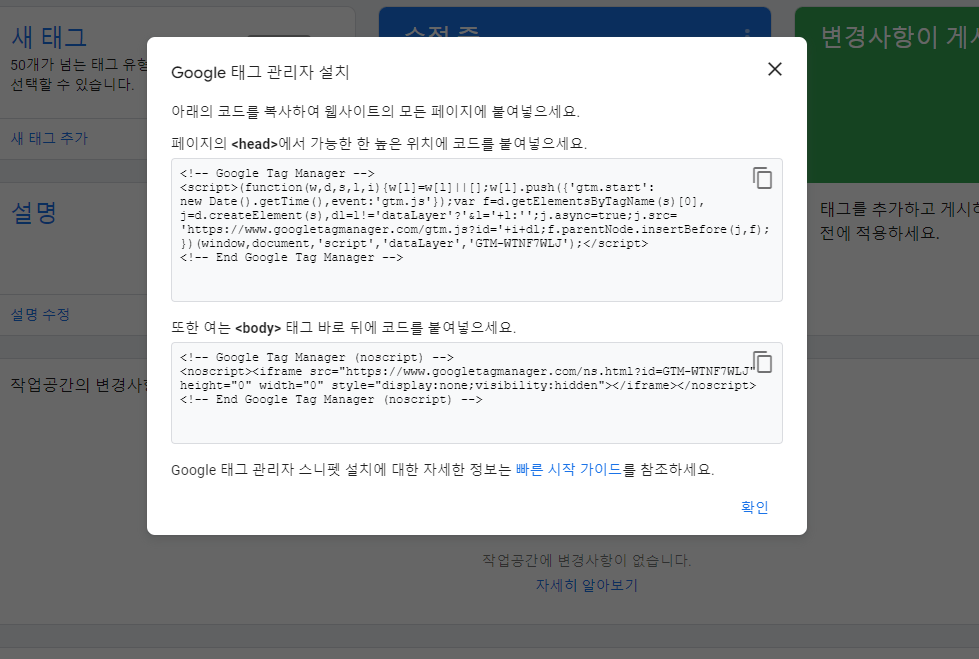 새 태그
50개가 넘는 태그 유형
선택할 수 있습니다.
새 태그 추가
수정 중
변경사항이 게시
설명
설명 수정
태그를 추가하고 게시하
전에 적용하세요.
작업공간의 변경사항
Google 태그 관리자 설치
아래의 코드를 복사하여 웹사이트의 모든 페이지에 붙여넣으세요.
페이지의 <head>에서 가능한 한 높은 위치에 코드를 붙여넣으세요.
<!-- Google Tag Manager -->
<script>(function(w,d,s,l,i){w[l]=w[l]||[];w[l].push({'gtm.start':
new Date().getTime(),event:'gtm.js'});var f=d.getElementsByTagName(s)[0],
j=d.createElement(s),dl=l!='dataLayer'?'&l='+l:'';j.async=true;j.src=
'https://www.googletagmanager.com/gtm.js?id='+i+dl;f.parentNode.insertBefore(j,f);
})(window,document,'script','dataLayer','GTM-WTNF7WLJ');</script>
<!-- End Google Tag Manager -->
또한 여는 <body> 태그 바로 뒤에 코드를 붙여넣으세요.
<!-- Google Tag Manager (noscript) -->
<noscript><iframe src="https://www.googletagmanager.com/ns.html?id=GTM-WTNF7WLJ"
height="0" width="0" style="display:none;visibility:hidden"></iframe></noscript>
<!-- End Google Tag Manager (noscript) -->
Google 태그 관리자 스니펫 설치에 대한 자세한 정보는 빠른 시작 가이드를 참조하세요.
확인
작업공간에 변경사항이 없습니다.
자세히 알아보기